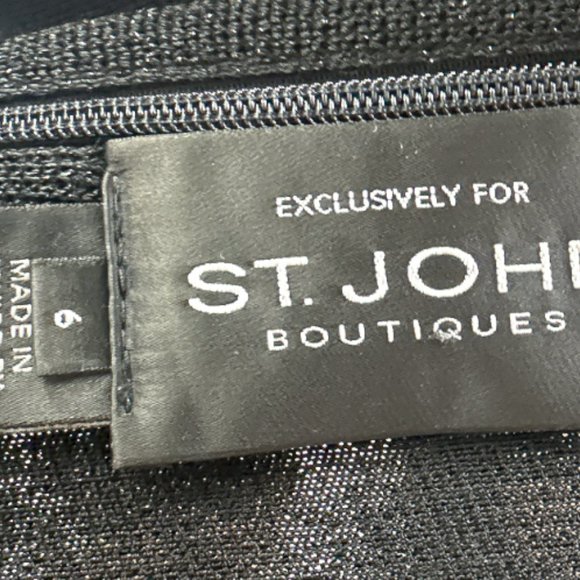 EXCLUSIVELY FOR
ST. JOH
BOUTIQUES
6
MADE IN